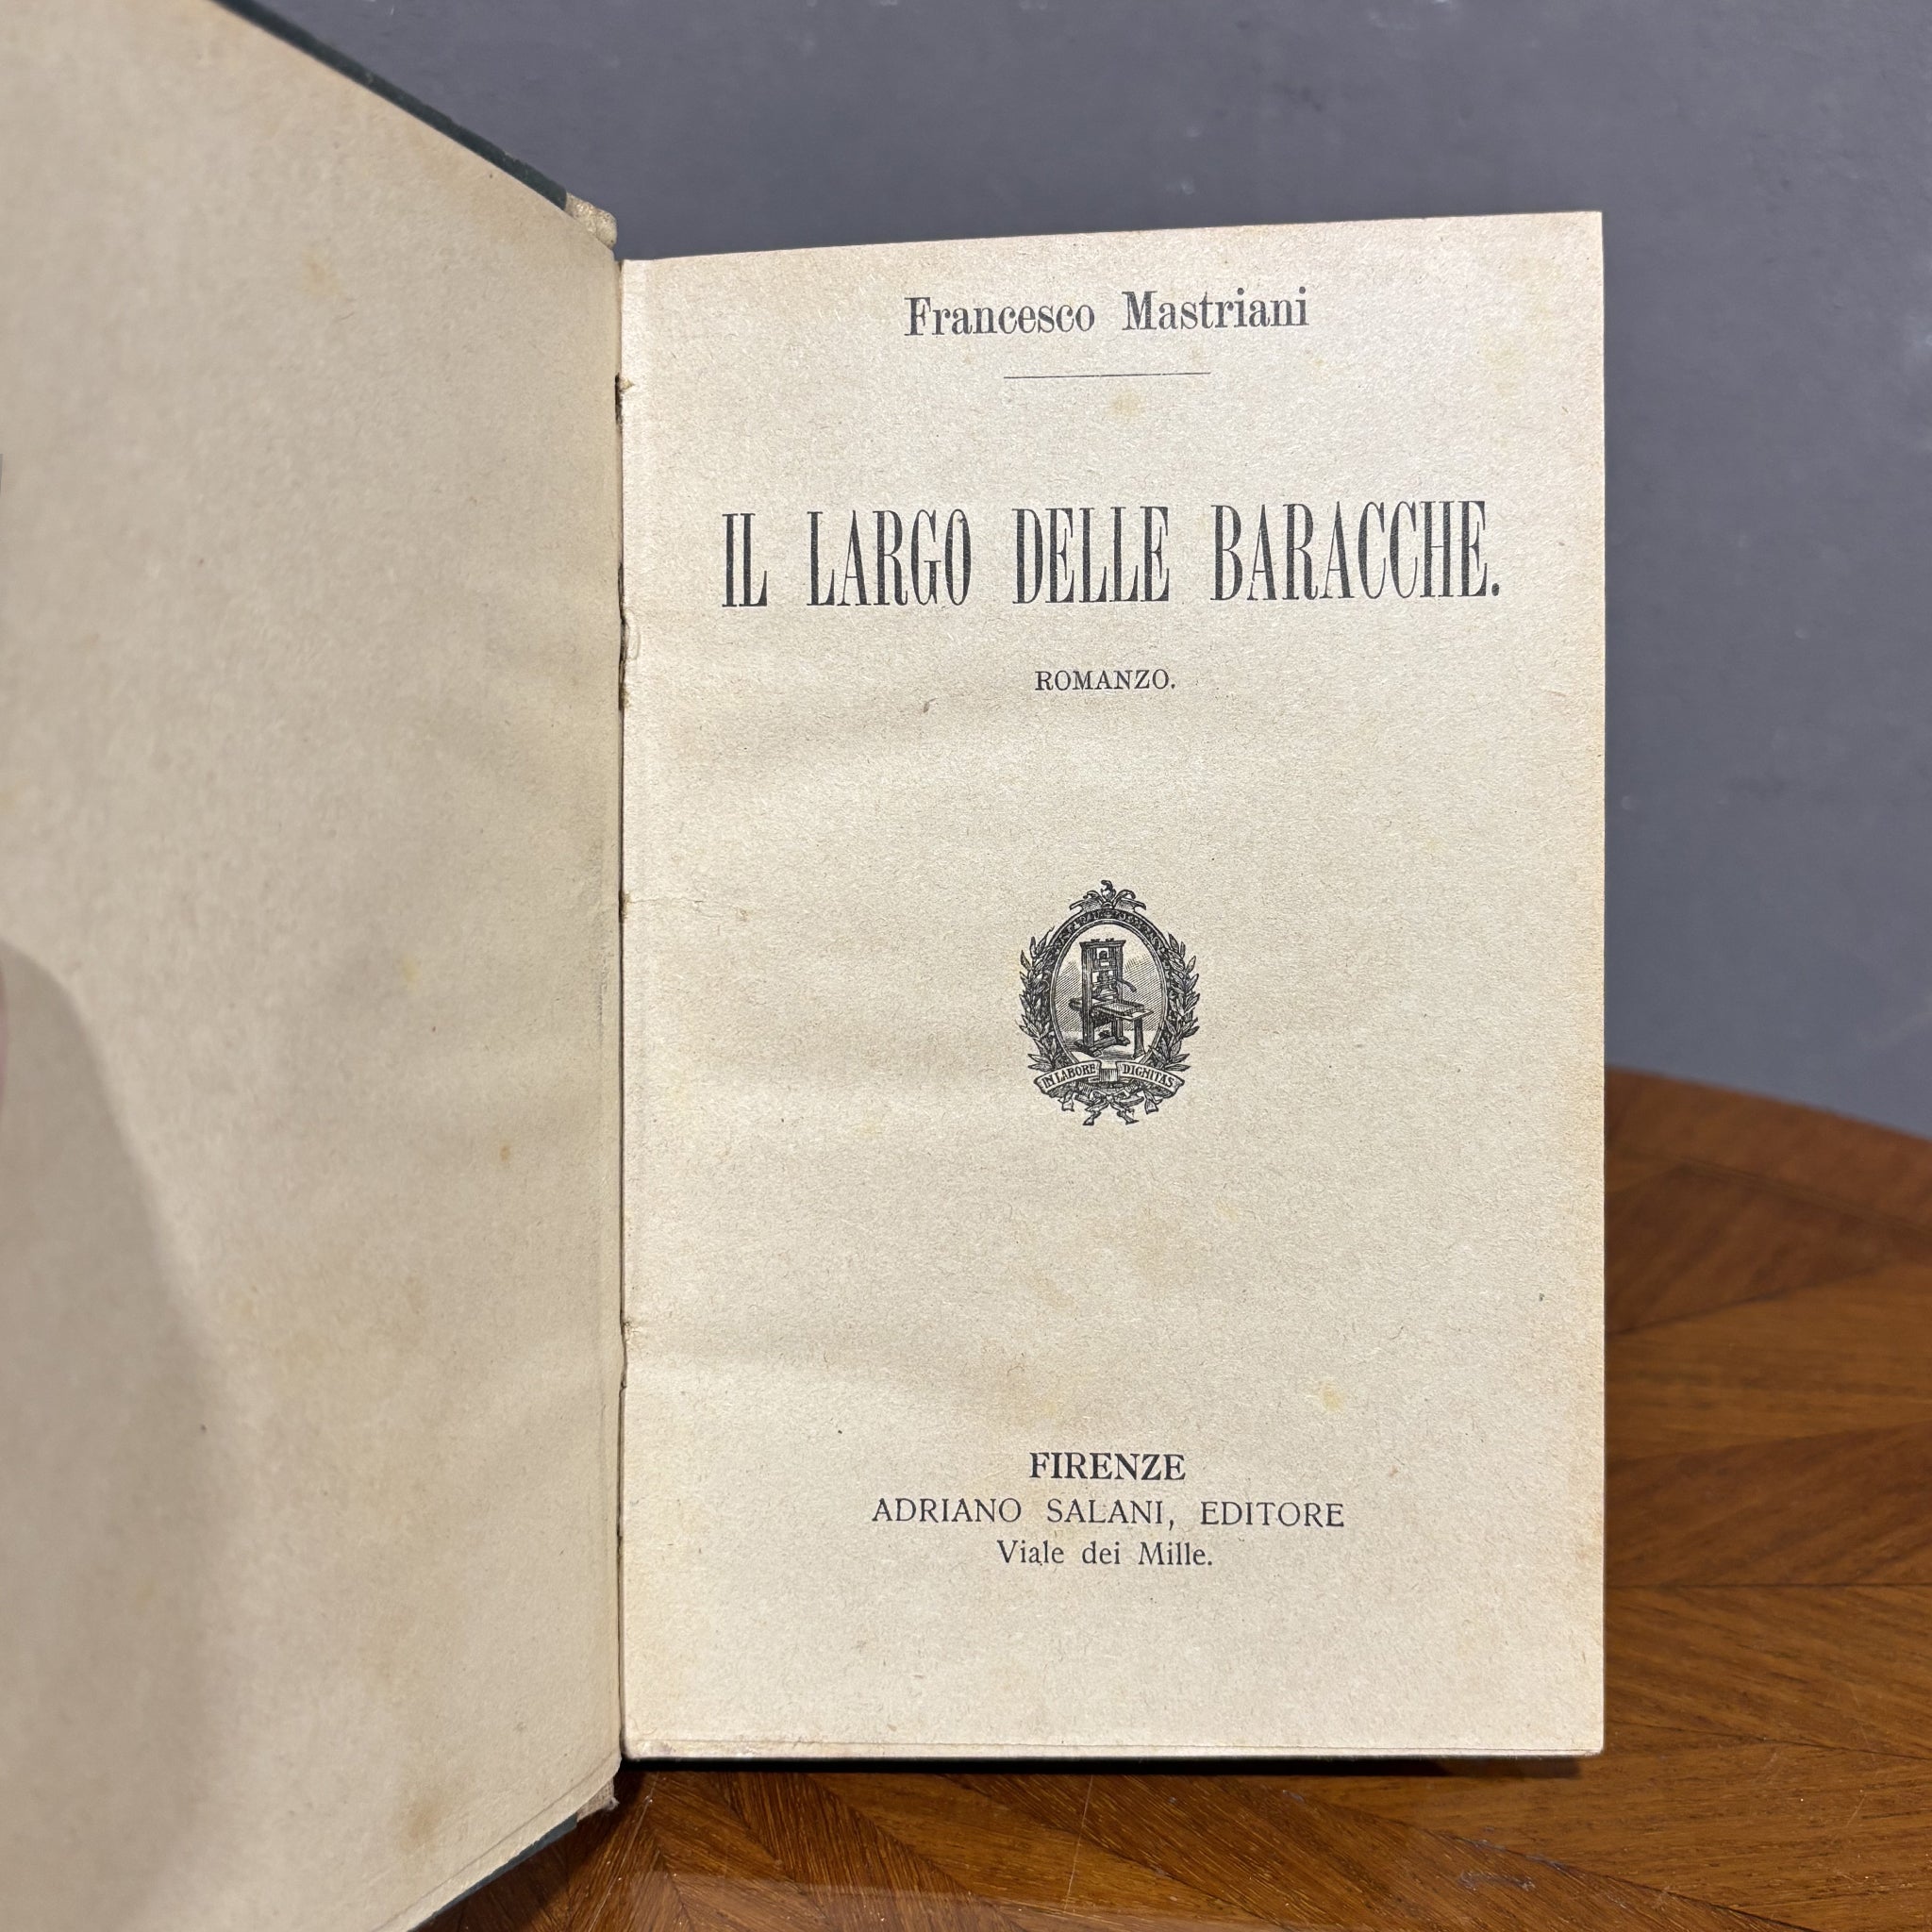 Francesco Mastriani
IL LARGO DELLE BARACCHE.
ROMANZO.
IN LABORE DIGNITAS
FIRENZE
ADRIANO SALANI, EDITORE
Viale dei Mille.